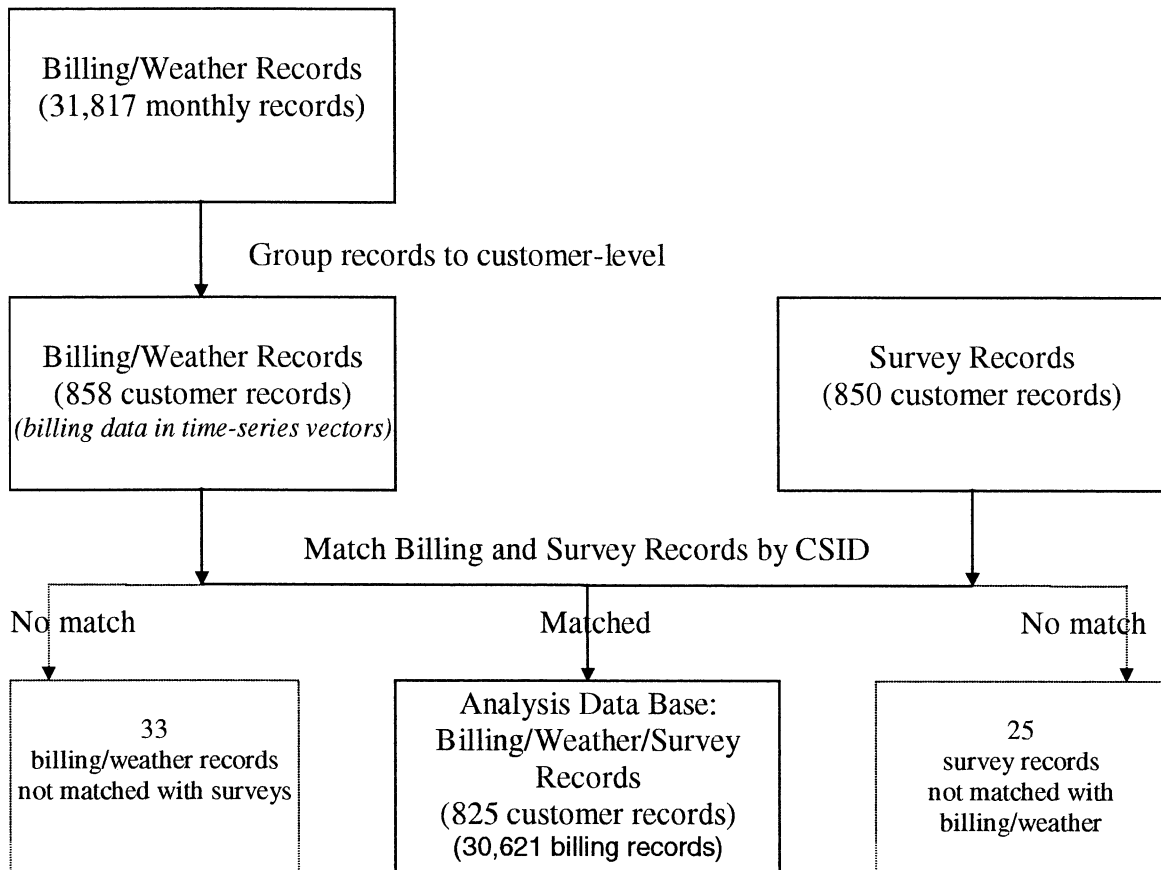 Billing/Weather Records
(31,817 monthly records)
Group records to customer-level
Billing/Weather Records
(858 customer records)
(billing data in time-series vectors)
Survey Records
(850 customer records)
Match Billing and Survey Records by CSID
No match
Matched
No match
33
billing/weather records
not matched with surveys
Analysis Data Base:
Billing/Weather/Survey
Records
(825 customer records)
(30,621 billing records)
25
survey records
not matched with
billing/weather